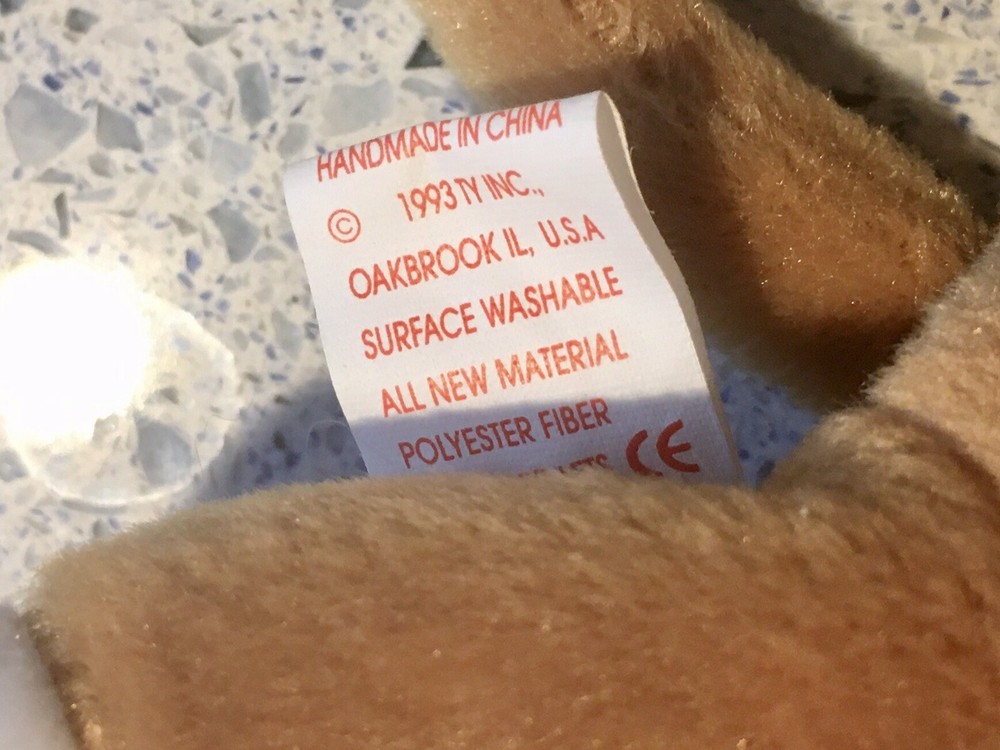 HANDMADE IN CHINA
© 1993 TY INC.,
OAKBROOK IL, U.S.A
SURFACE WASHABLE
ALL NEW MATERIAL
POLYESTER FIBER
CE